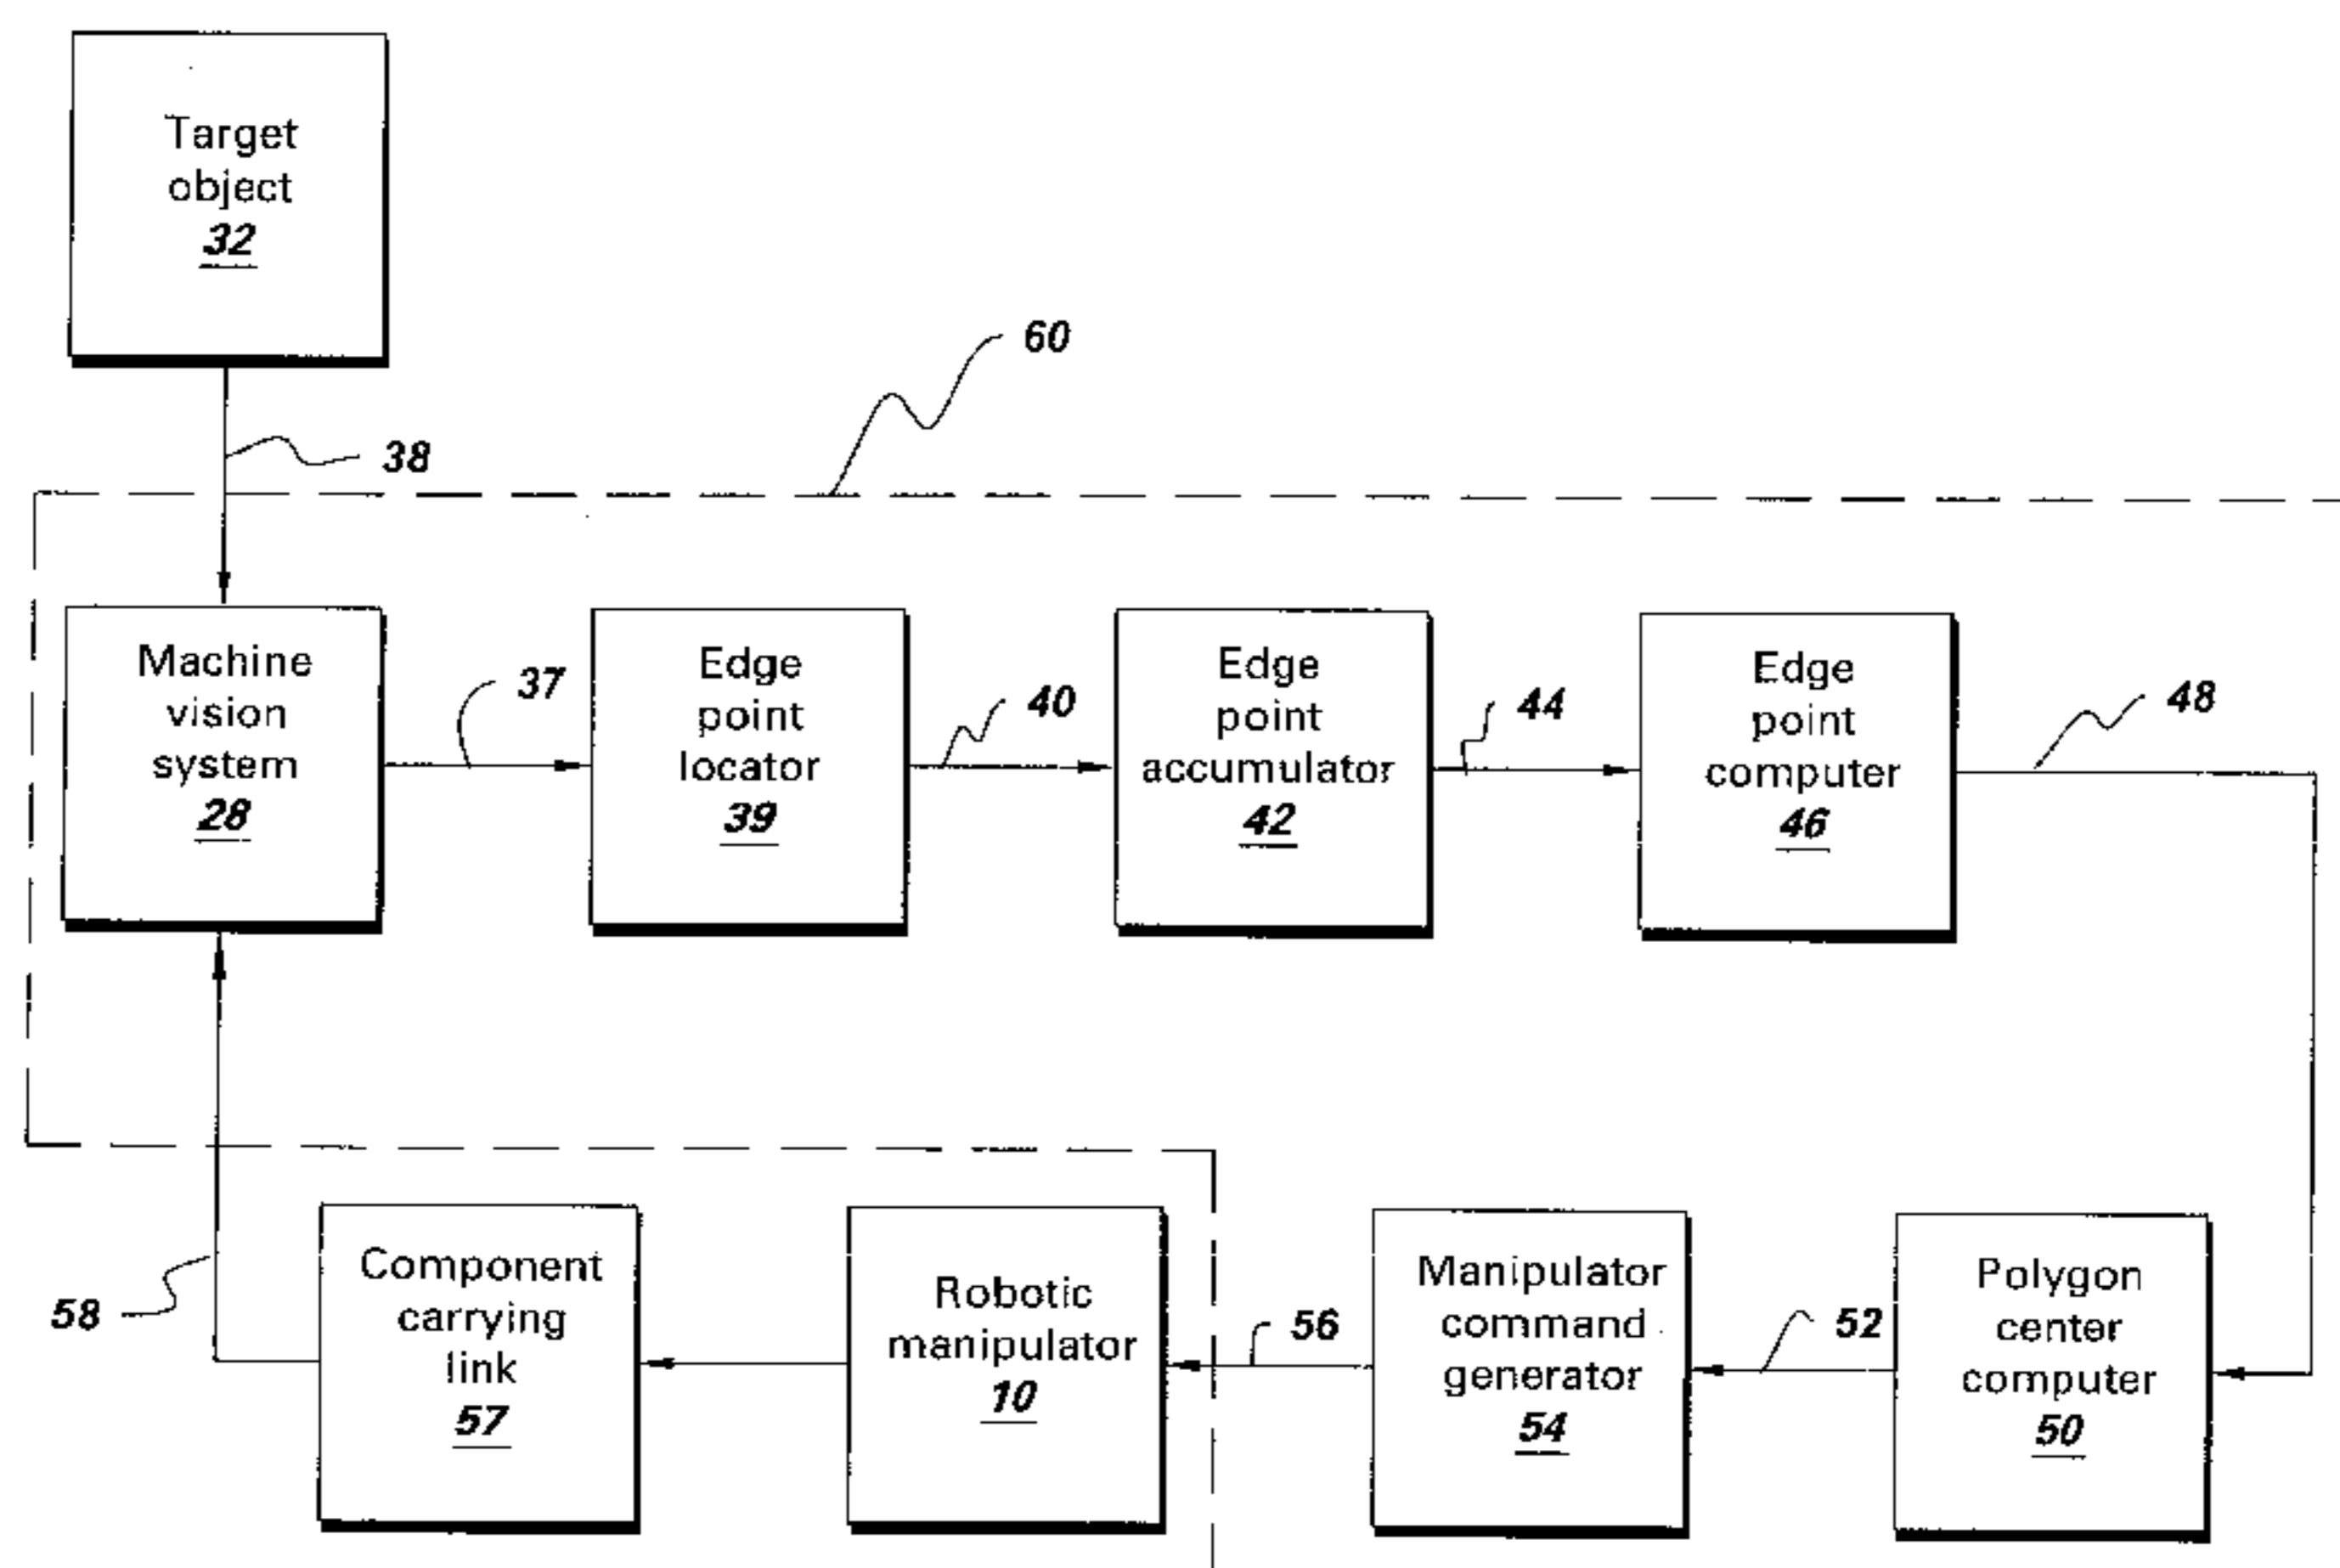 Target
object
32
60
38
Machine
vision
system
28
37
Edge
point
locator
39
40
Edge
point
accumulator
42
44
Edge
point
computer
46
48
58
Component
carrying
link
57
Robotic
manipulator
10
56
Manipulator
command
generator
54
52
Polygon
center
computer
50